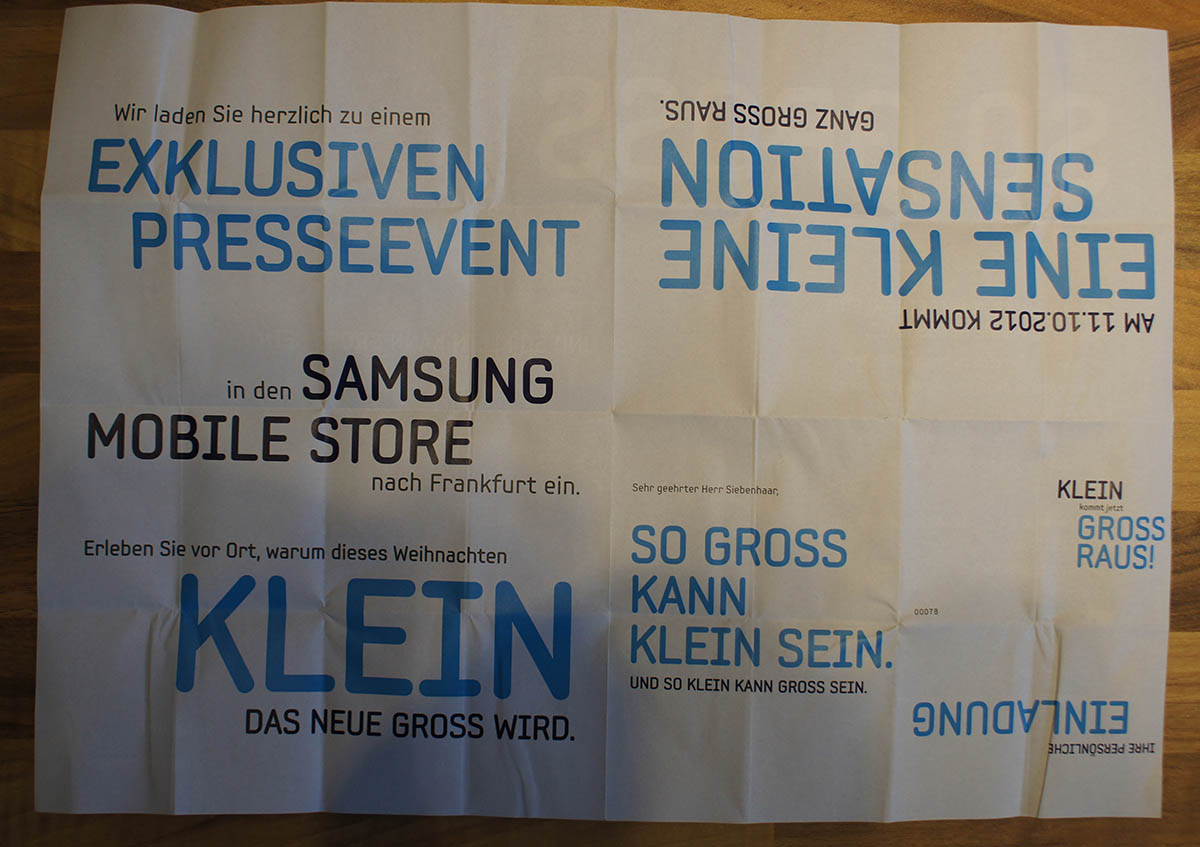 Wir laden Sie herzlich zu einem
EXKLUSIVEN
PRESSEEVENT
in den SAMSUNG
MOBILE STORE
nach Frankfurt ein.
Erleben Sie vor Ort, warum dieses Weihnachten
KLEIN
DAS NEUE GROSS WIRD.
AM 11.10.2012 KOMMT
EINE KLEINE
SENSATION
GANZ GROSS RAUS.
Sehr geehrter Herr Siebenhaar,
SO GROSS
KANN
KLEIN SEIN.
UND SO KLEIN KANN GROSS SEIN.
KLEIN
kommt jetzt
GROSS
RAUS!
IHRE PERSÖNLICHE
EINLADUNG